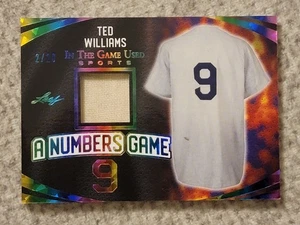 TED
WILLIAMS
IN THE GAME USED
SPORTS
9
Leaf
A NUMBERS GAME
9